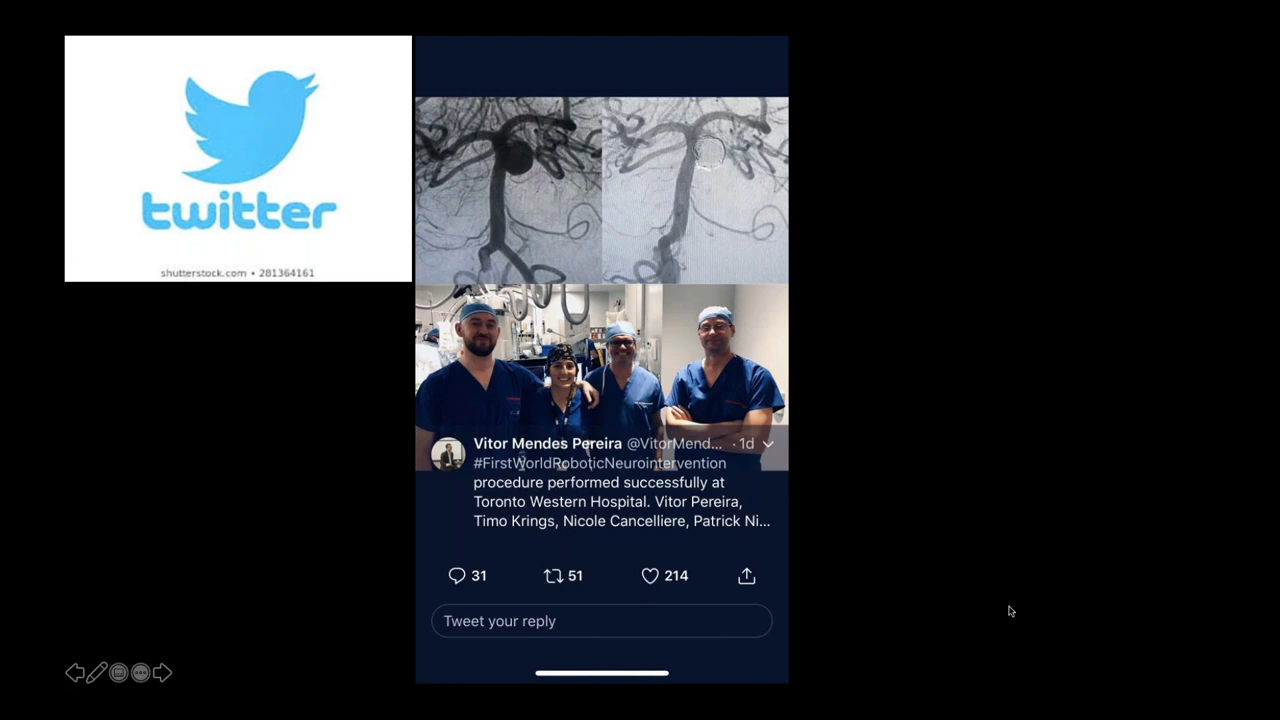 twitter
shutterstock.com • 281364161
Vitor Mendes Pereira @VitorMend... · 1d
#FirstWorldRoboticNeurointervention
procedure performed successfully at
Toronto Western Hospital. Vitor Pereira,
Timo Krings, Nicole Cancelliere, Patrick Ni...
31 51 214
Tweet your reply